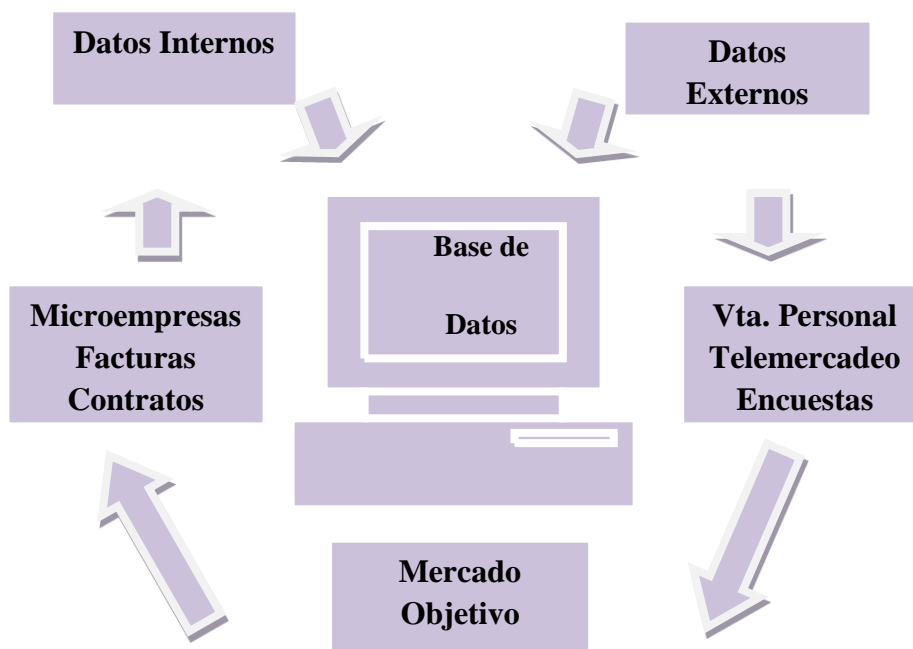 Datos Internos
Datos
Externos
Base de
Datos
Microempresas
Facturas
Contratos
Vta. Personal
Telemercadeo
Encuestas
Mercado
Objetivo